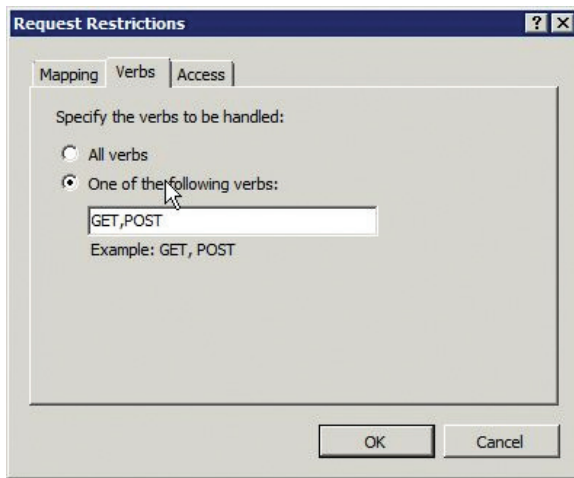 Request Restrictions
Mapping Verbs Access
Specify the verbs to be handled:
All verbs
One of the following verbs:
GET,POST
Example: GET, POST
OK Cancel